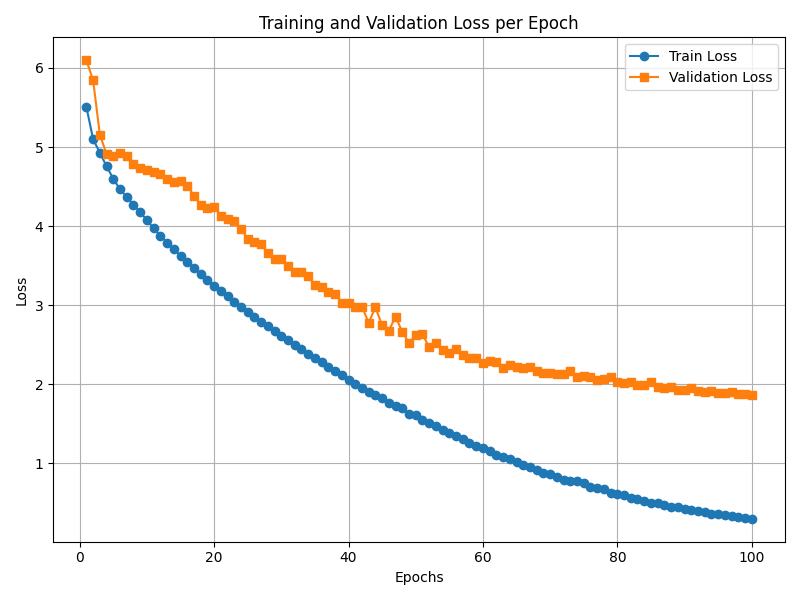 Training and Validation Loss per Epoch
Train Loss
Validation Loss
6
5
4
3
2
1
Loss
0 20 40 60 80 100
Epochs